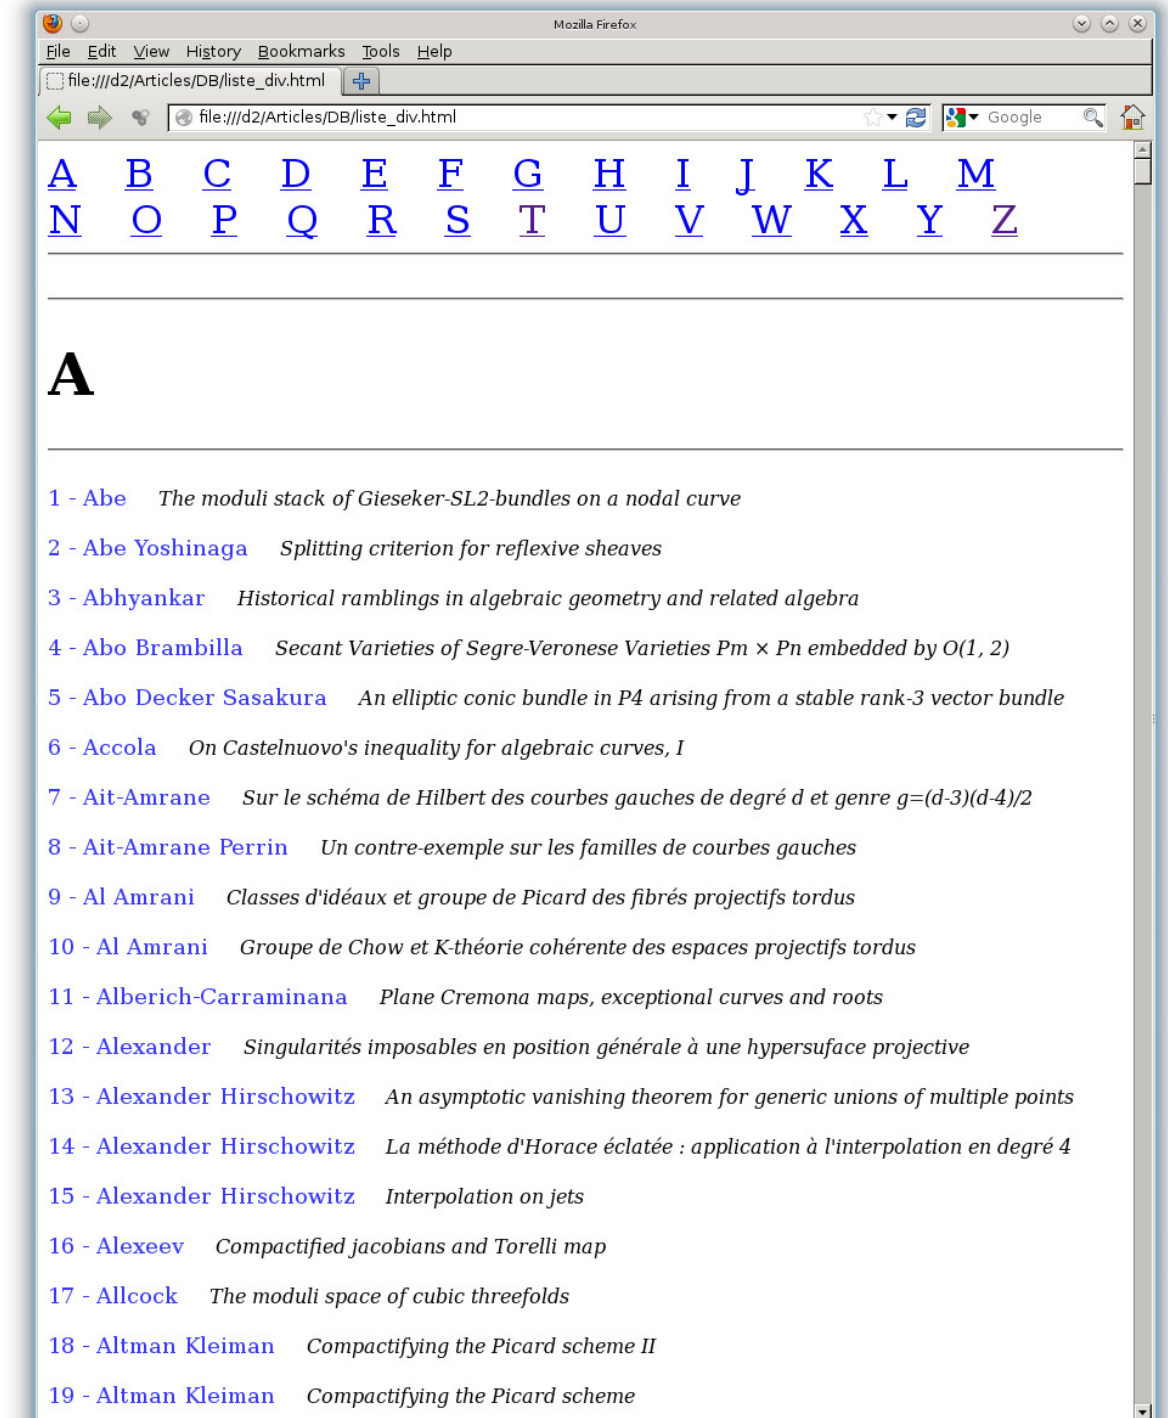 Mozilla Firefox
File Edit View History Bookmarks Tools Help
file:///d2/Articles/DB/liste_div.html
file:///d2/Articles/DB/liste_div.html Google
A B C D E F G H I J K L M
N O P Q R S T U V W X Y Z
A
1 - Abe The moduli stack of Gieseker-SL2-bundles on a nodal curve
2 - Abe Yoshinaga Splitting criterion for reflexive sheaves
3 - Abhyankar Historical ramblings in algebraic geometry and related algebra
4 - Abo Brambilla Secant Varieties of Segre-Veronese Varieties Pm × Pn embedded by O(1, 2)
5 - Abo Decker Sasakura An elliptic conic bundle in P4 arising from a stable rank-3 vector bundle
6 - Accola On Castelnuovo's inequality for algebraic curves, I
7 - Ait-Amrane Sur le schéma de Hilbert des courbes gauches de degré d et genre g=(d-3)(d-4)/2
8 - Ait-Amrane Perrin Un contre-exemple sur les familles de courbes gauches
9 - Al Amrani Classes d'idéaux et groupe de Picard des fibrés projectifs tordus
10 - Al Amrani Groupe de Chow et K-théorie cohérente des espaces projectifs tordus
11 - Alberich-Carraminana Plane Cremona maps, exceptional curves and roots
12 - Alexander Singularités imposables en position générale à une hypersuface projective
13 - Alexander Hirschowitz An asymptotic vanishing theorem for generic unions of multiple points
14 - Alexander Hirschowitz La méthode d'Horace éclatée : application à l'interpolation en degré 4
15 - Alexander Hirschowitz Interpolation on jets
16 - Alexeev Compactified jacobians and Torelli map
17 - Allcock The moduli space of cubic threefolds
18 - Altman Kleiman Compactifying the Picard scheme II
19 - Altman Kleiman Compactifying the Picard scheme